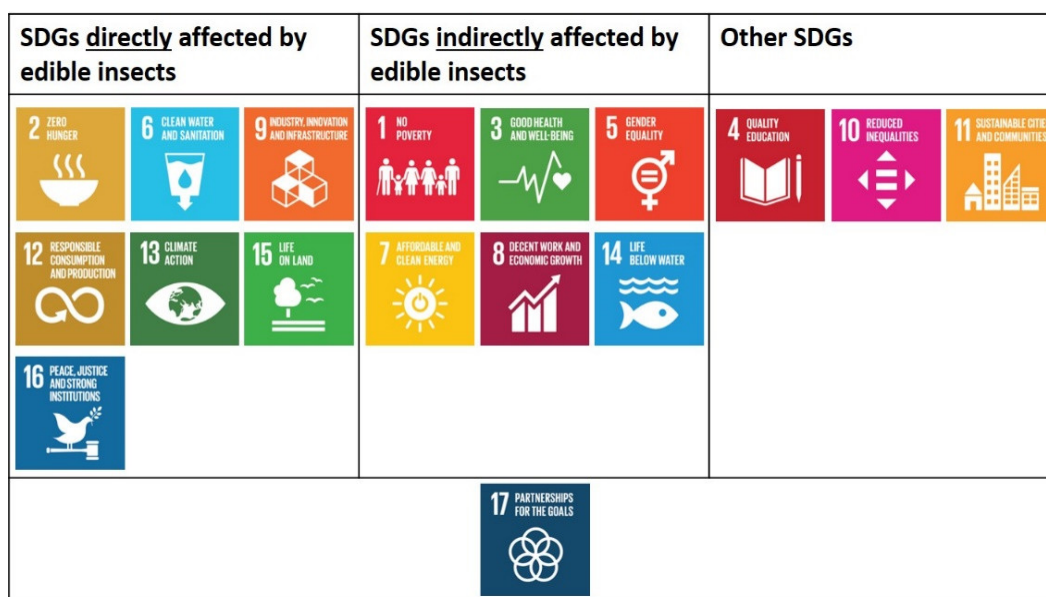 SDGs directly affected by
edible insects
SDGs indirectly affected by
edible insects
Other SDGs
2 ZERO
HUNGER
6 CLEAN WATER
AND SANITATION
9 INDUSTRY, INNOVATION
AND INFRASTRUCTURE
12 RESPONSIBLE
CONSUMPTION
AND PRODUCTION
13 CLIMATE
ACTION
15 LIFE
ON LAND
16 PEACE, JUSTICE
AND STRONG
INSTITUTIONS
1 NO
POVERTY
3 GOOD HEALTH
AND WELL-BEING
5 GENDER
EQUALITY
7 AFFORDABLE AND
CLEAN ENERGY
8 DECENT WORK AND
ECONOMIC GROWTH
14 LIFE
BELOW WATER
4 QUALITY
EDUCATION
10 REDUCED
INEQUALITIES
11 SUSTAINABLE CITIES
AND COMMUNITIES
17 PARTNERSHIPS
FOR THE GOALS